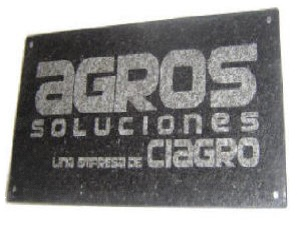 AGROS
SOLUCIONES
UNA EMPRESA DE CIAGRO